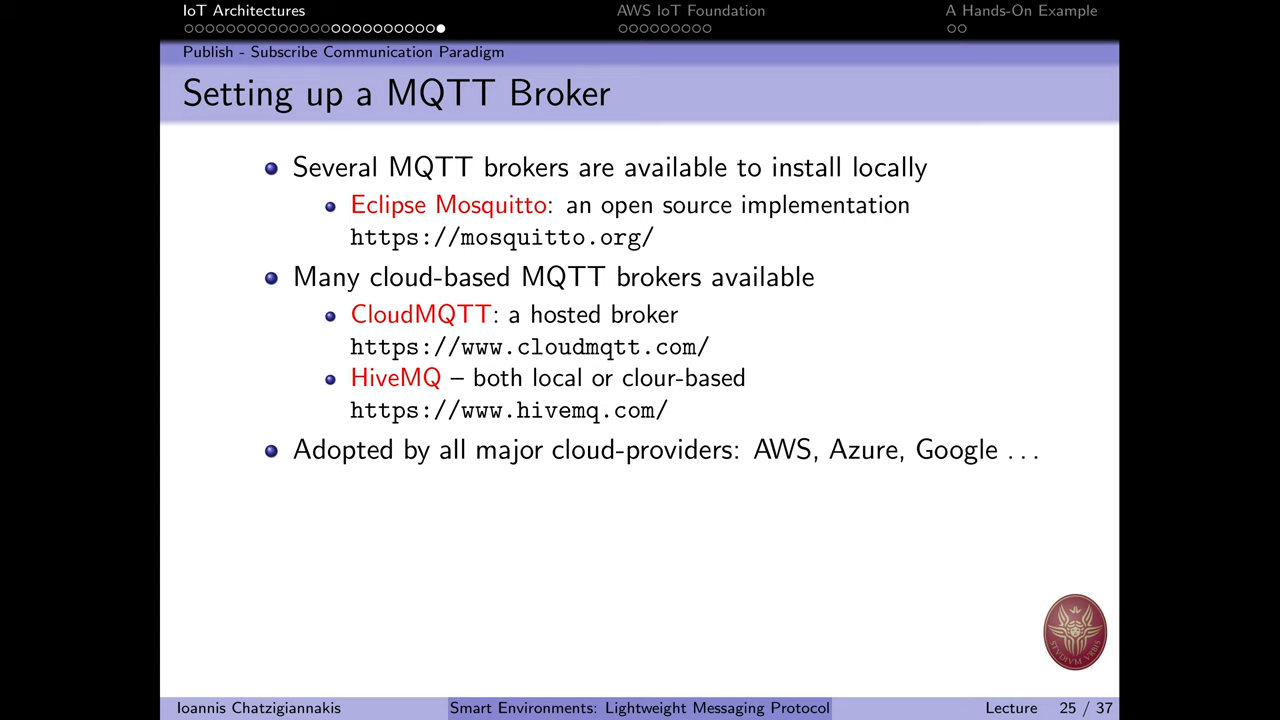 IoT Architectures AWS IoT Foundation A Hands-On Example
Publish - Subscribe Communication Paradigm
Setting up a MQTT Broker
Several MQTT brokers are available to install locally
Eclipse Mosquitto: an open source implementation
https://mosquitto.org/
Many cloud-based MQTT brokers available
CloudMQTT: a hosted broker
https://www.cloudmqtt.com/
HiveMQ – both local or clour-based
https://www.hivemq.com/
Adopted by all major cloud-providers: AWS, Azure, Google . . .
STVDIVM VRBIS
Ioannis Chatzigiannakis Smart Environments: Lightweight Messaging Protocol Lecture 25 / 37